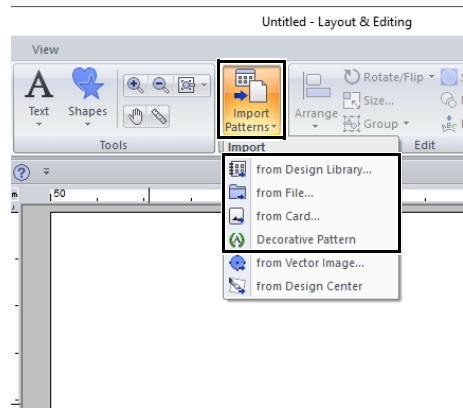 Untitled - Layout & Editing
View
Text
Shapes
Import
Patterns
Arrange
Rotate/Flip
Size...
Group
Tools
Edit
Import
from Design Library...
from File...
from Card...
Decorative Pattern
from Vector Image...
from Design Center
50